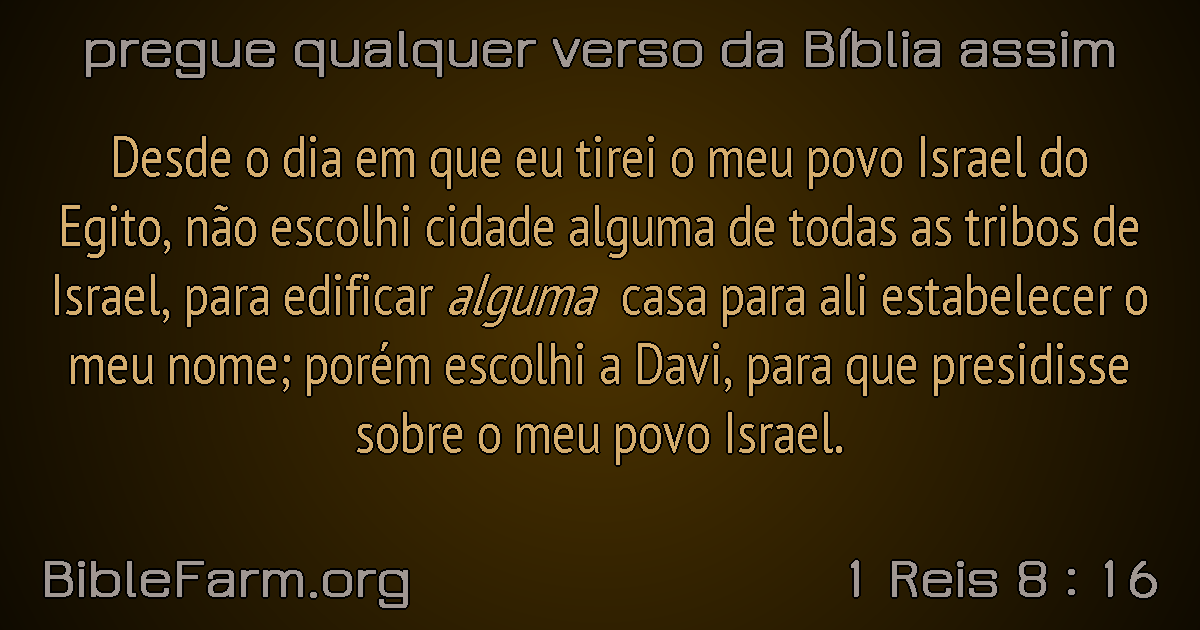 pregue qualquer verso da Bíblia assim
Desde o dia em que eu tirei o meu povo Israel do
Egito, não escolhi cidade alguma de todas as tribos de
Israel, para edificar alguma casa para ali estabelecer o
meu nome; porém escolhi a Davi, para que presidisse
sobre o meu povo Israel.
BibleFarm.org
1 Reis 8 : 16